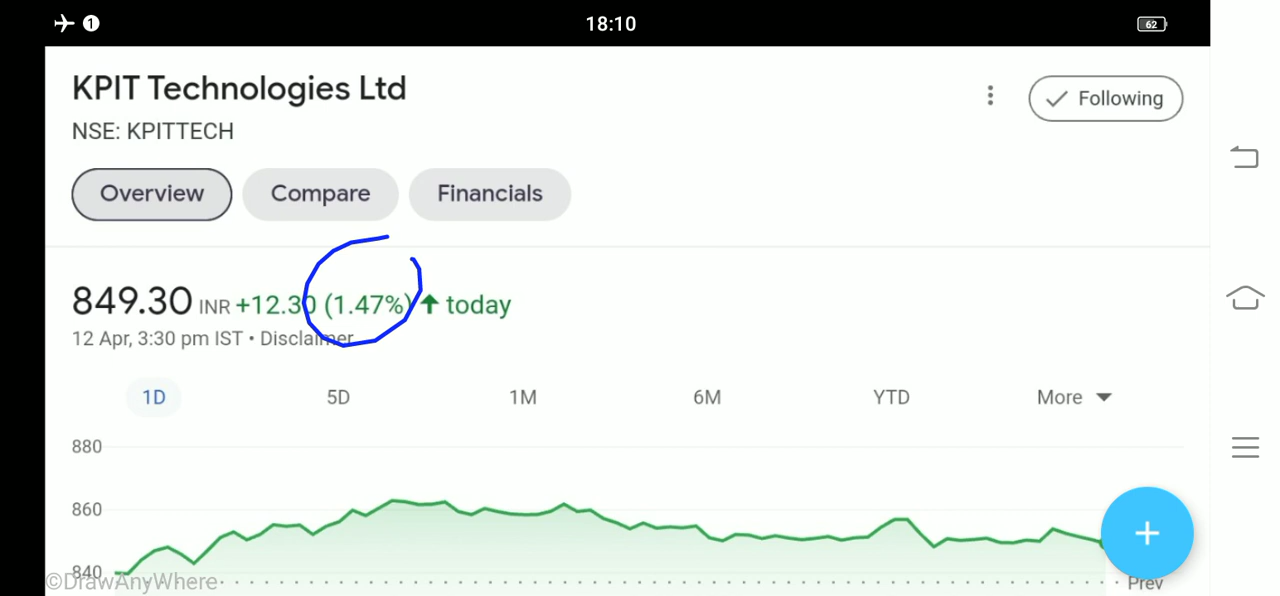 1 18:10 62
KPIT Technologies Ltd
Following
NSE: KPITTECH
Overview Compare Financials
849.30 INR +12.30 (1.47%) ↑ today
12 Apr, 3:30 pm IST • Disclaimer
1D 5D 1M 6M YTD More
880
860
840
Prev
©DrawAnyWhere